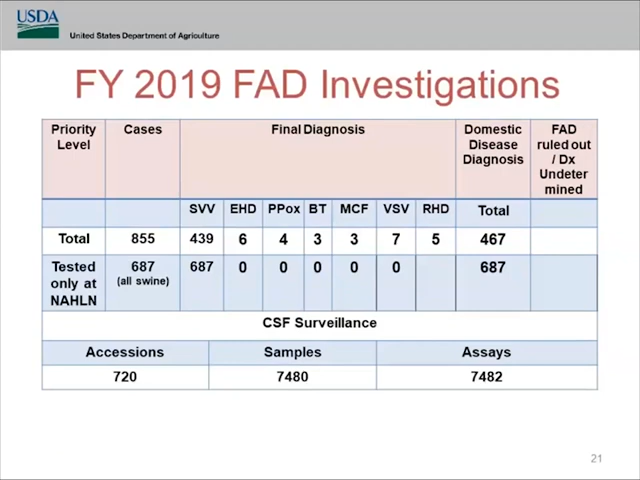 USDA
United States Department of Agriculture
FY 2019 FAD Investigations
Priority Level Cases Final Diagnosis Domestic Disease Diagnosis FAD ruled out / Dx Undeter mined
SVV EHD PPox BT MCF VSV RHD Total
Total 855 439 6 4 3 3 7 5 467
Tested only at NAHLN 687 (all swine) 687 0 0 0 0 0 687
CSF Surveillance
Accessions Samples Assays
720 7480 7482
21